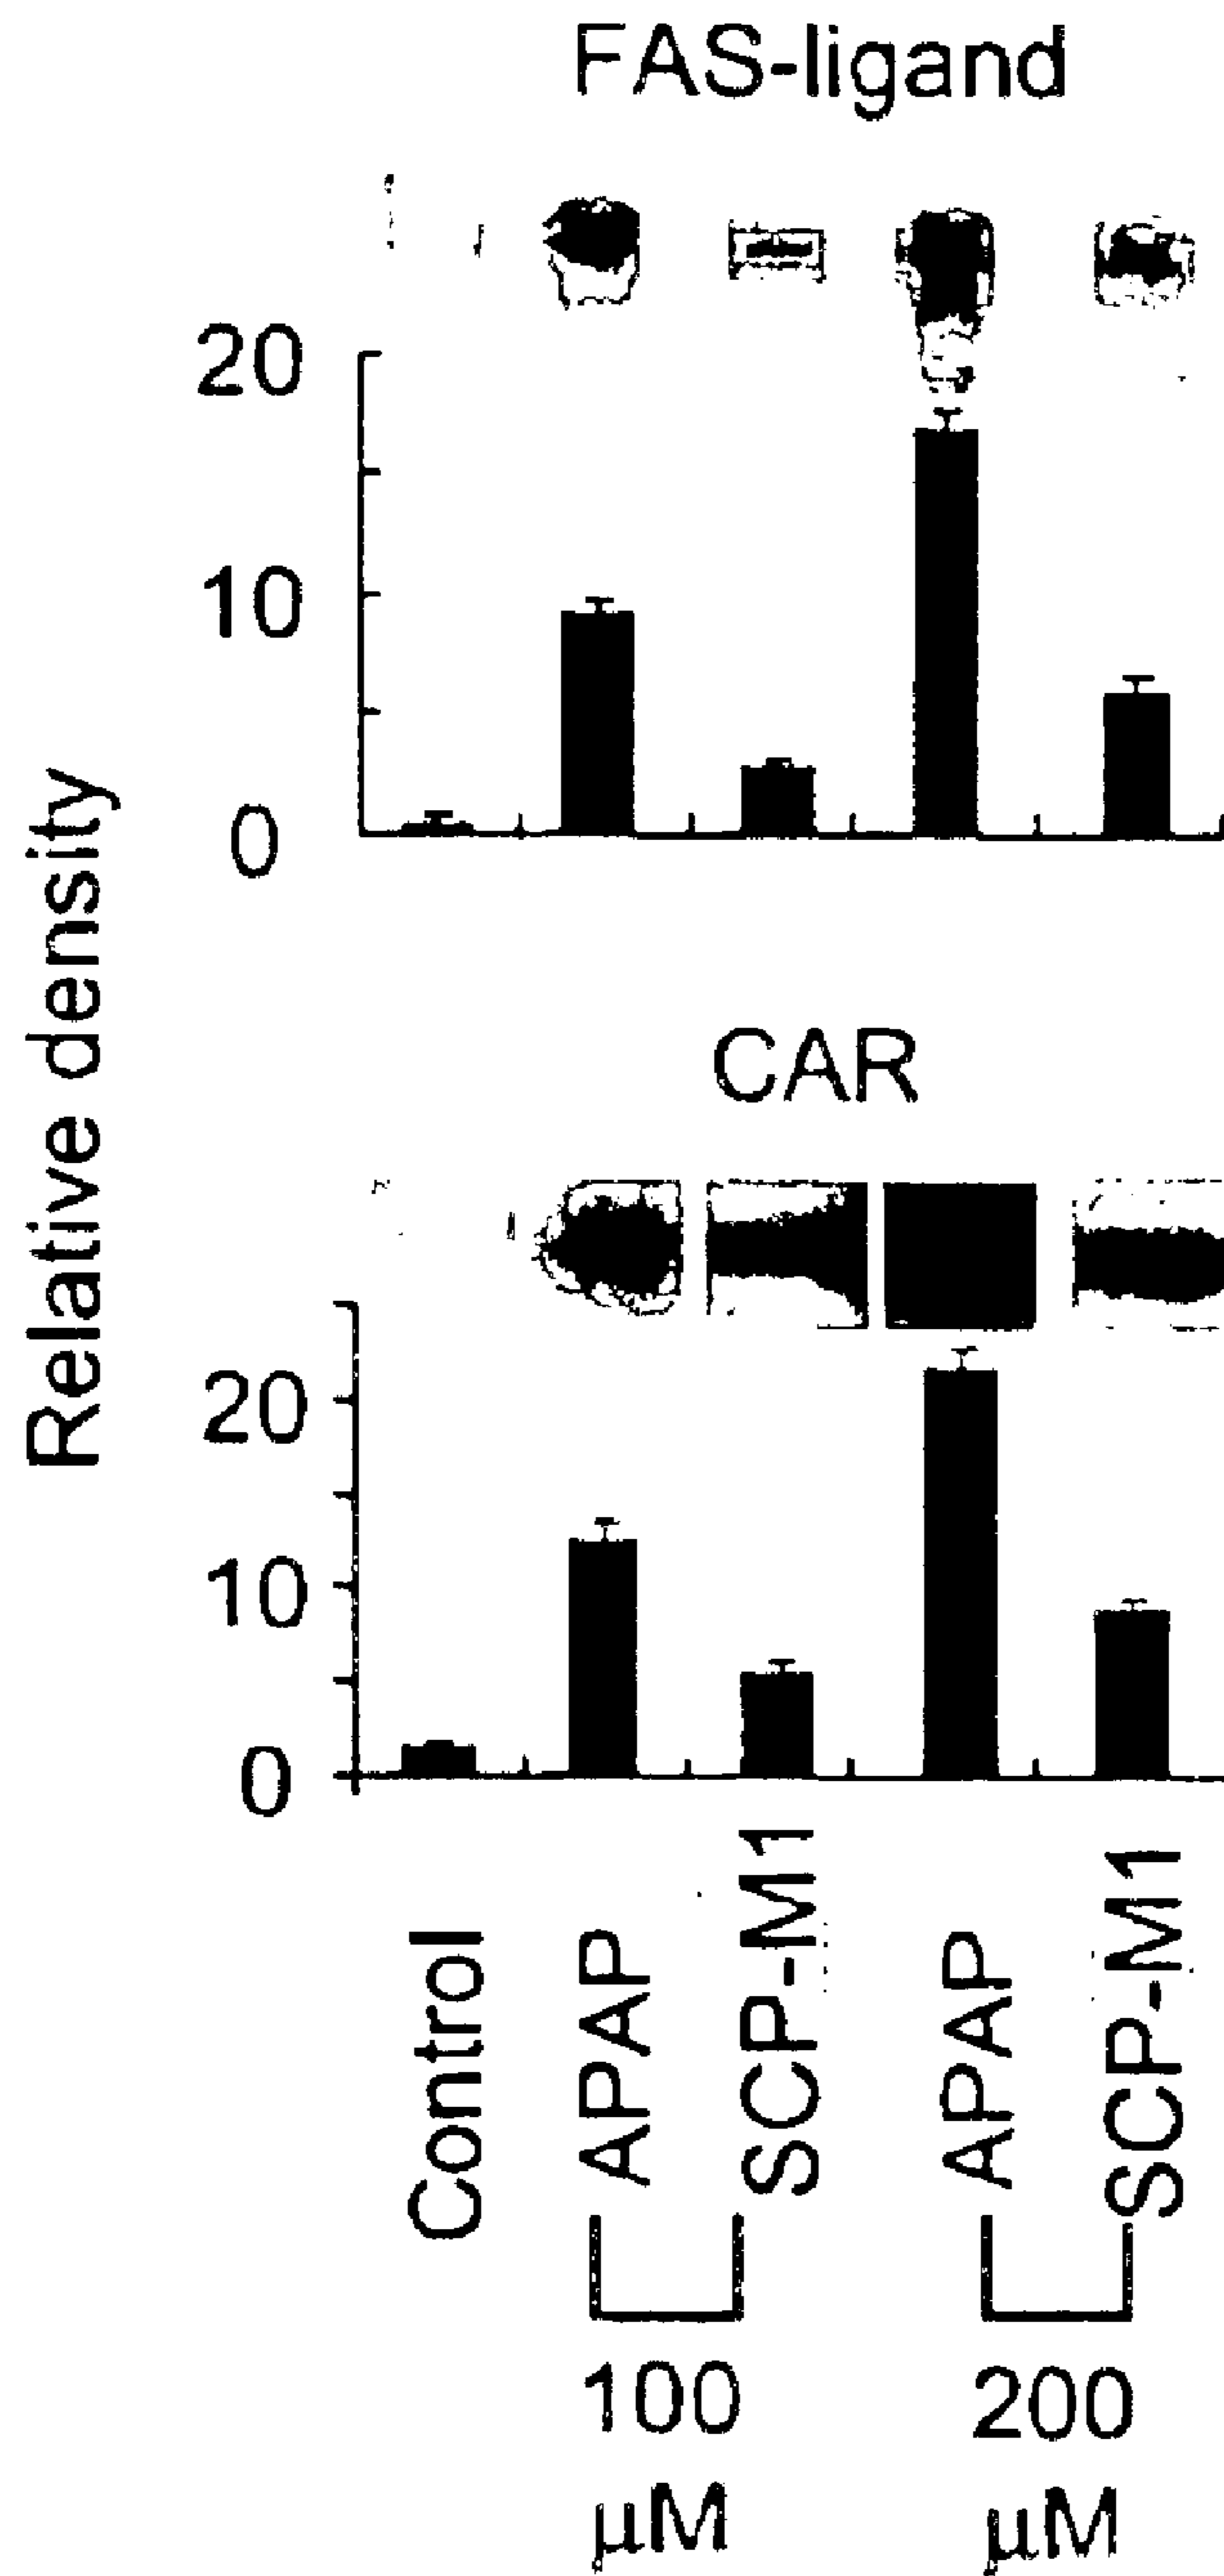 FAS-ligand
20
10
0
Relative density
CAR
20
10
0
Control
APAP
SCP-M1
APAP
SCP-M1
100
200
μM
μM